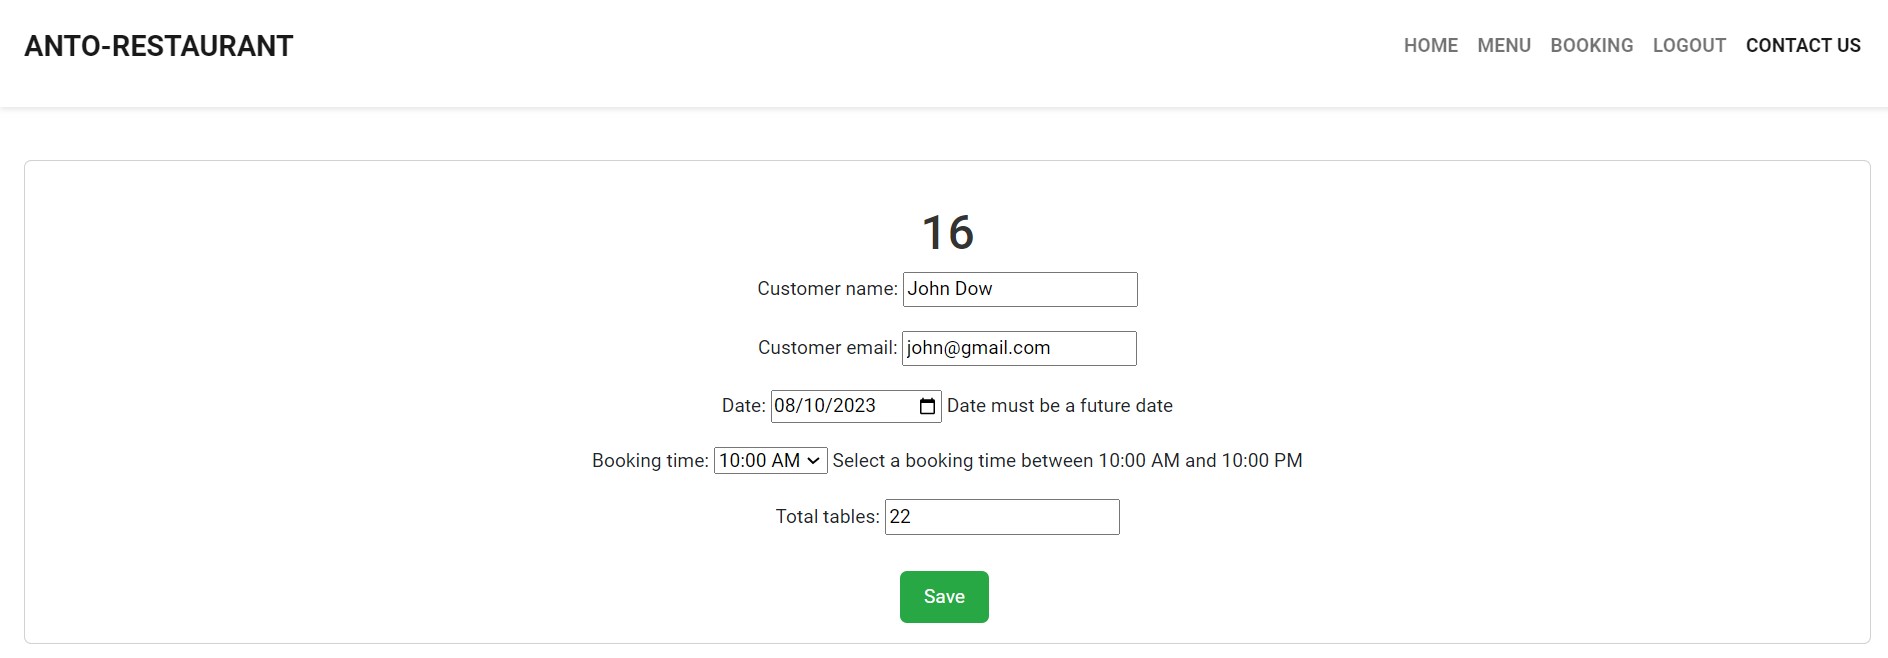 ANTO-RESTAURANT HOME MENU BOOKING LOGOUT CONTACT US
16
Customer name: John Dow
Customer email: john@gmail.com
Date: 08/10/2023 Date must be a future date
Booking time: 10:00 AM Select a booking time between 10:00 AM and 10:00 PM
Total tables: 22
Save